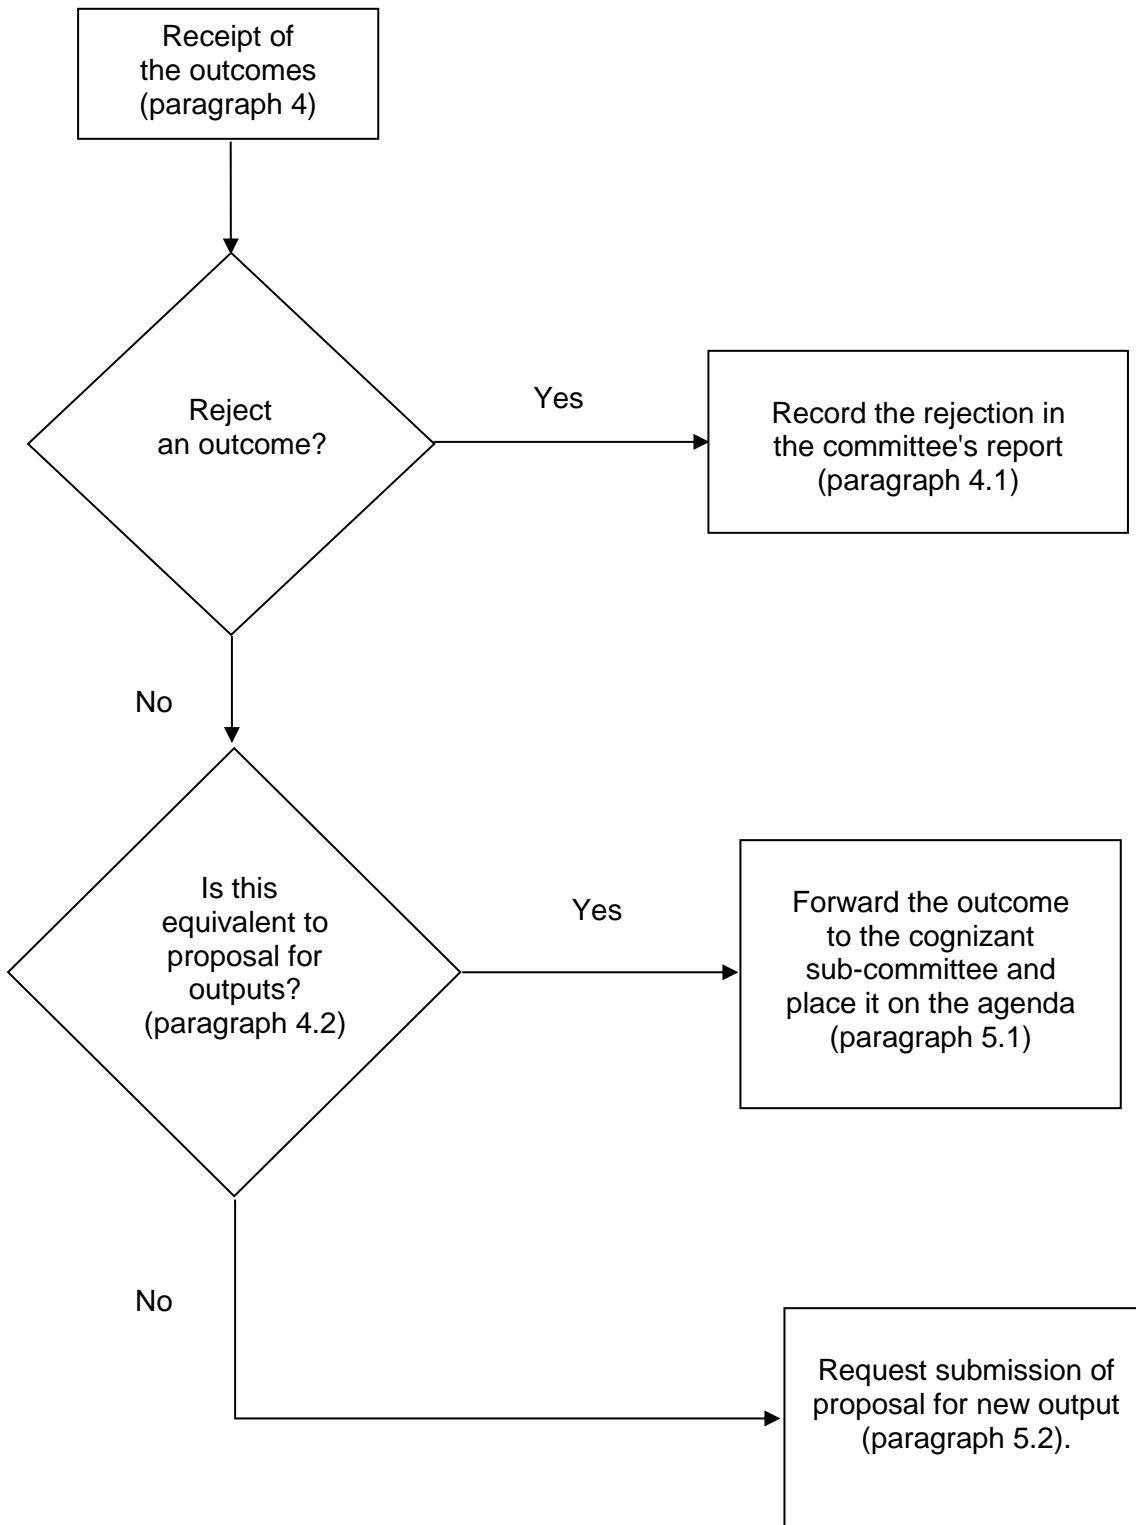 Receipt of
the outcomes
(paragraph 4)
Reject
an outcome?
Yes
Record the rejection in
the committee's report
(paragraph 4.1)
No
Is this
equivalent to
proposal for
outputs?
(paragraph 4.2)
Yes
Forward the outcome
to the cognizant
sub-committee and
place it on the agenda
(paragraph 5.1)
No
Request submission of
proposal for new output
(paragraph 5.2).